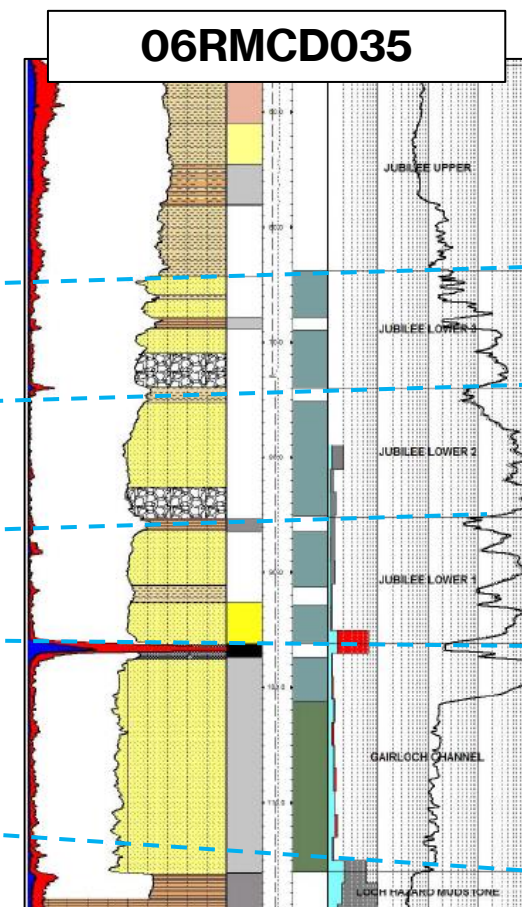 06RMCD035
JUBILEE UPPER
JUBILEE LOWER 3
JUBILEE LOWER 2
JUBILEE LOWER 1
GAIRLOCH CHANNEL
LOCH HAZARD MUDSTONE